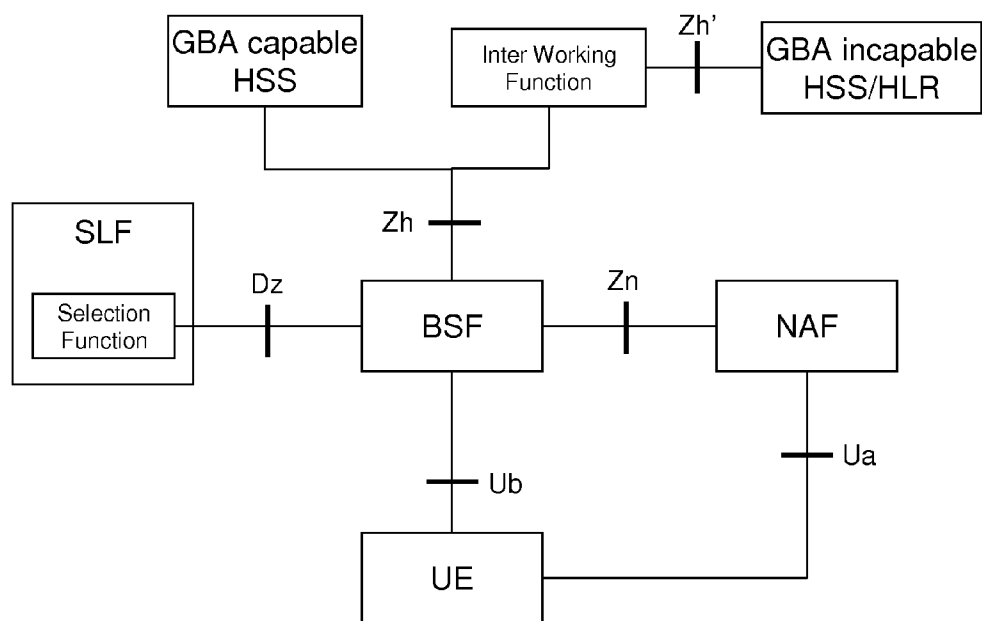 GBA capable
HSS
Inter Working
Function
Zh’
GBA incapable
HSS/HLR
SLF
Selection
Function
Dz
Zh
BSF
Zn
NAF
Ub
Ua
UE